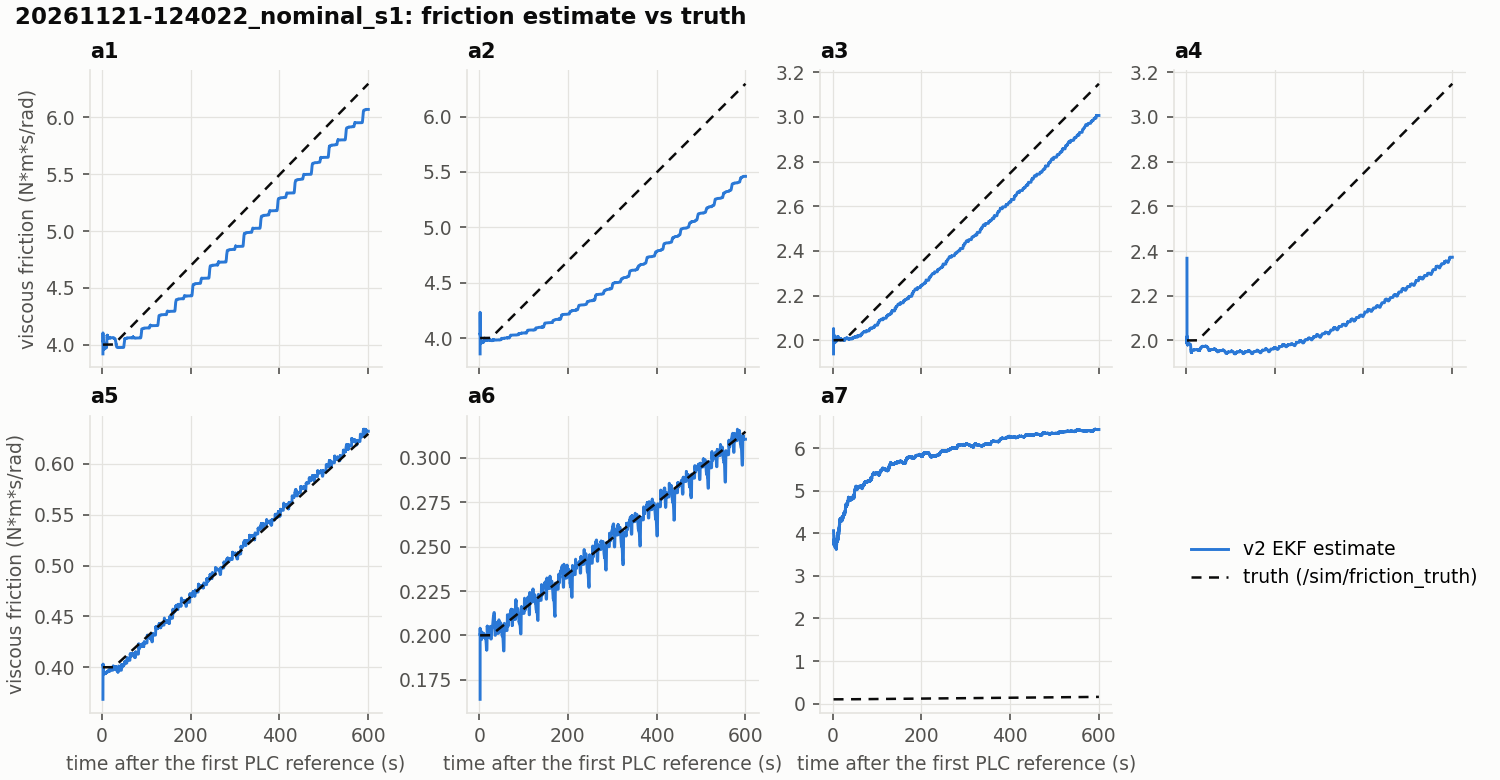 20261121-124022_nominal_s1: friction estimate vs truth
a1
a2
a3
a4
viscous friction (N*m*s/rad)
6.0
5.5
5.0
4.5
4.0
6.0
5.5
5.0
4.5
4.0
3.2
3.0
2.8
2.6
2.4
2.2
2.0
3.2
3.0
2.8
2.6
2.4
2.2
2.0
a5
a6
a7
viscous friction (N*m*s/rad)
0.60
0.55
0.50
0.45
0.40
0 200 400 600
time after the first PLC reference (s)
0.300
0.275
0.250
0.225
0.200
0.175
0 200 400 600
time after the first PLC reference (s)
6
5
4
3
2
1
0
0 200 400 600
time after the first PLC reference (s)
v2 EKF estimate
truth (/sim/friction_truth)